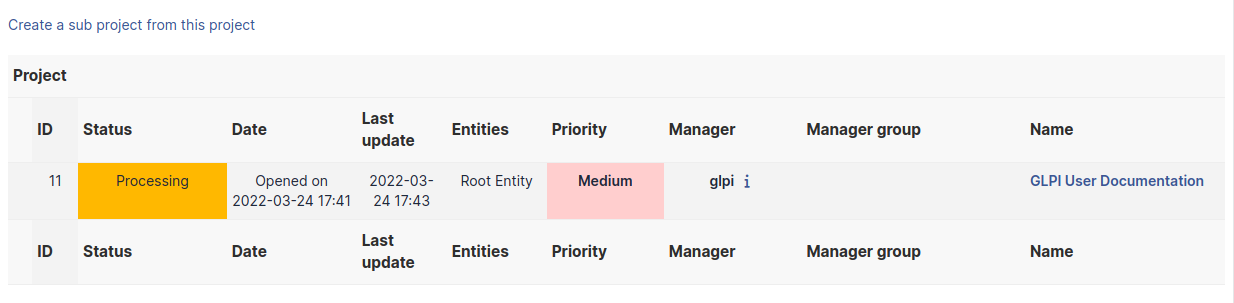 Create a sub project from this project
Project
ID Status Date Last update Entities Priority Manager Manager group Name
11 Processing Opened on 2022-03-24 17:41 2022-03-24 17:43 Root Entity Medium glpi i GLPI User Documentation
ID Status Date Last update Entities Priority Manager Manager group Name